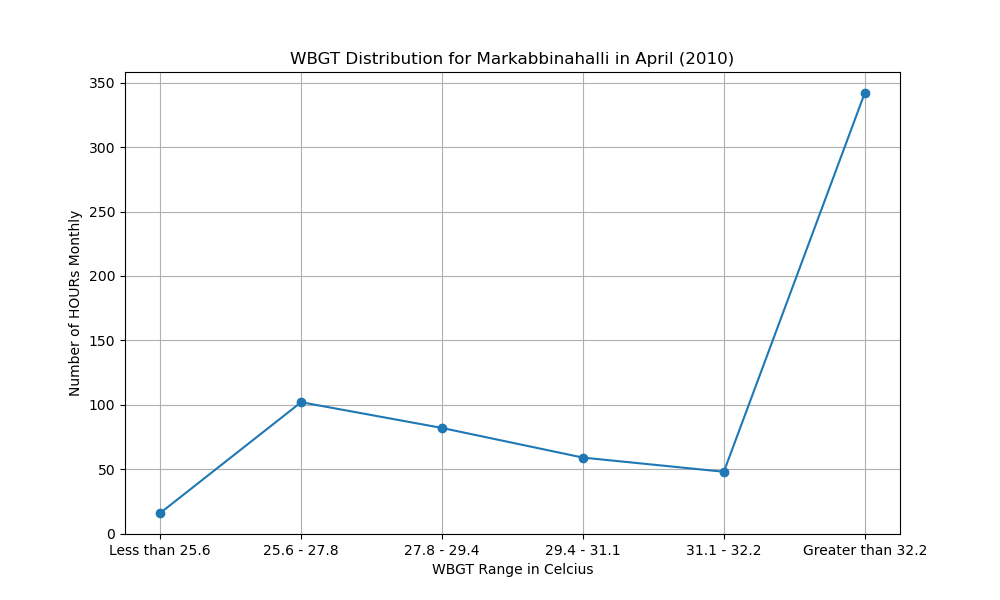 WBGT Distribution for Markabbinahalli in April (2010)
Number of HOURs Monthly
350
300
250
200
150
100
50
0
Less than 25.6
25.6 - 27.8
27.8 - 29.4
29.4 - 31.1
31.1 - 32.2
Greater than 32.2
WBGT Range in Celcius